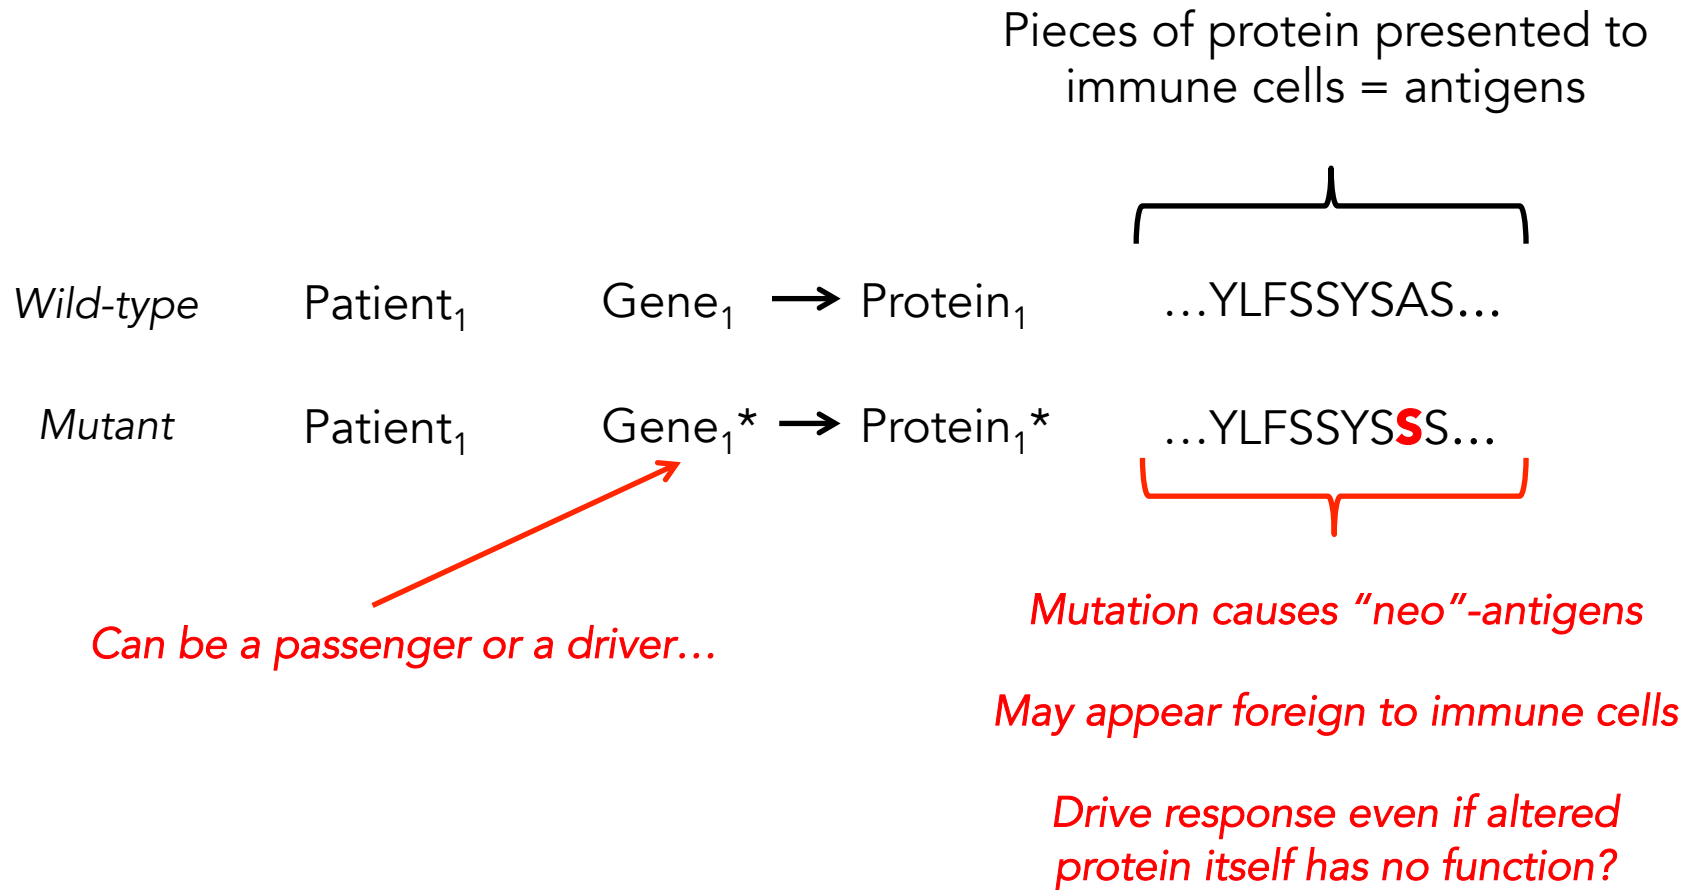 Pieces of protein presented to
immune cells = antigens
Wild-type Patient₁ Gene₁ → Protein₁ …YLFSSYSAS…
Mutant Patient₁ Gene₁* → Protein₁* …YLFSSYSSS…
Can be a passenger or a driver…
Mutation causes “neo”-antigens
May appear foreign to immune cells
Drive response even if altered
protein itself has no function?